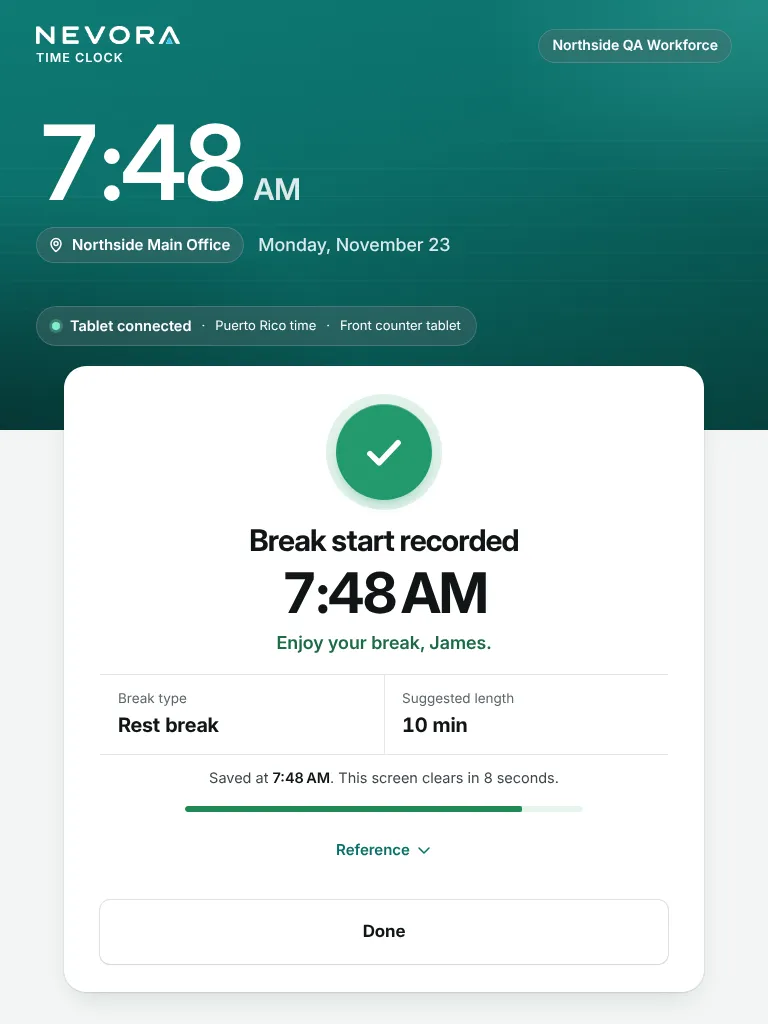 NEVORA
TIME CLOCK
Northside QA Workforce
7:48 AM
Northside Main Office
Monday, November 23
Tablet connected · Puerto Rico time · Front counter tablet
Break start recorded
7:48 AM
Enjoy your break, James.
Break type
Rest break
Suggested length
10 min
Saved at 7:48 AM. This screen clears in 8 seconds.
Reference
Done